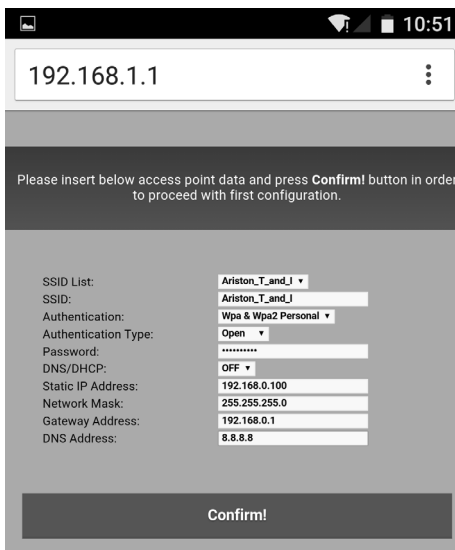 10:51
192.168.1.1
Please insert below access point data and press Confirm! button in order
to proceed with first configuration.
SSID List: Ariston_T_and_I
SSID: Ariston_T_and_I
Authentication: Wpa & Wpa2 Personal
Authentication Type: Open
Password: ••••••••••
DNS/DHCP: OFF
Static IP Address: 192.168.0.100
Network Mask: 255.255.255.0
Gateway Address: 192.168.0.1
DNS Address: 8.8.8.8
Confirm!